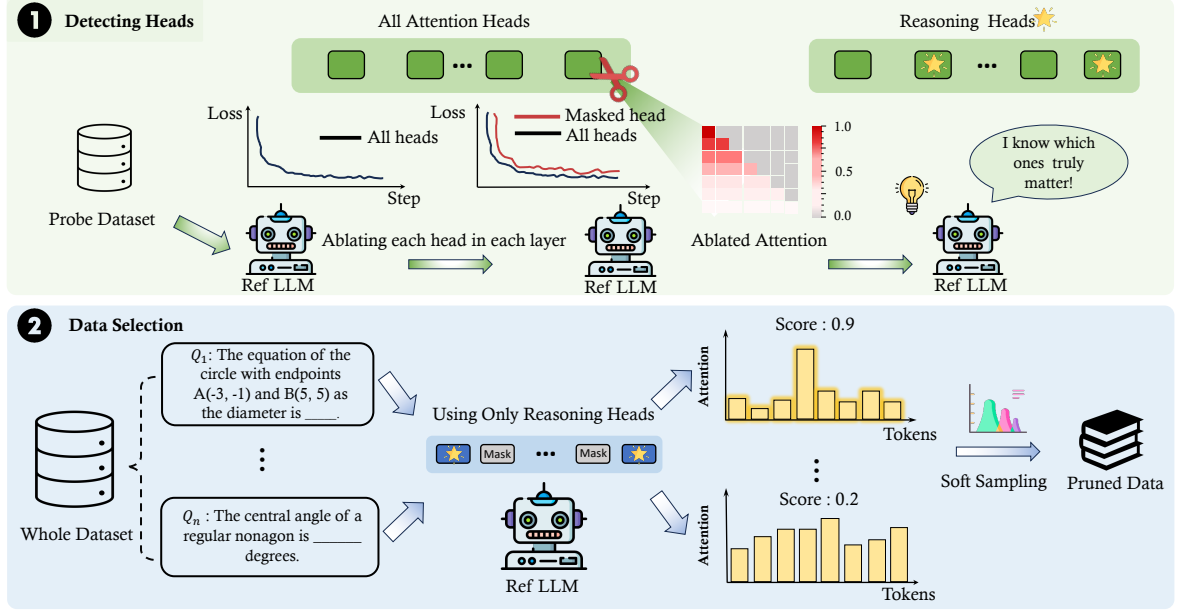 1 Detecting Heads
All Attention Heads
Reasoning Heads
...
...
Loss
All heads
Step
Loss
Masked head
All heads
Step
1.0
0.5
0.0
I know which
ones truly
matter!
Probe Dataset
Ref LLM
Ablating each head in each layer
Ref LLM
Ablated Attention
Ref LLM
2 Data Selection
Whole Dataset
Q1: The equation of the
circle with endpoints
A(-3, -1) and B(5, 5) as
the diameter is ____.
⋮
Qn : The central angle of a
regular nonagon is ______
degrees.
Using Only Reasoning Heads
Mask ... Mask
Ref LLM
Score : 0.9
Attention
Tokens
⋮
Score : 0.2
Attention
Tokens
Soft Sampling
Pruned Data